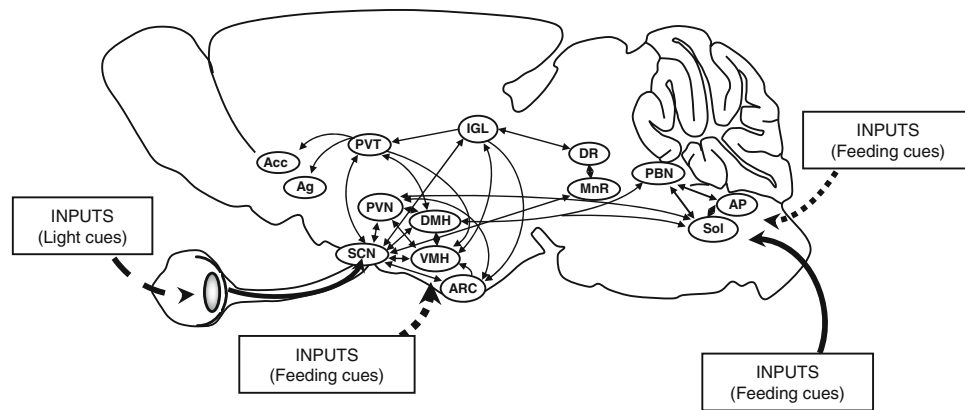 IGL
PVT
DR
Acc
Ag
MnR
PBN
AP
Sol
PVN
DMH
SCN
VMH
ARC
INPUTS
(Feeding cues)
INPUTS
(Light cues)
INPUTS
(Feeding cues)
INPUTS
(Feeding cues)